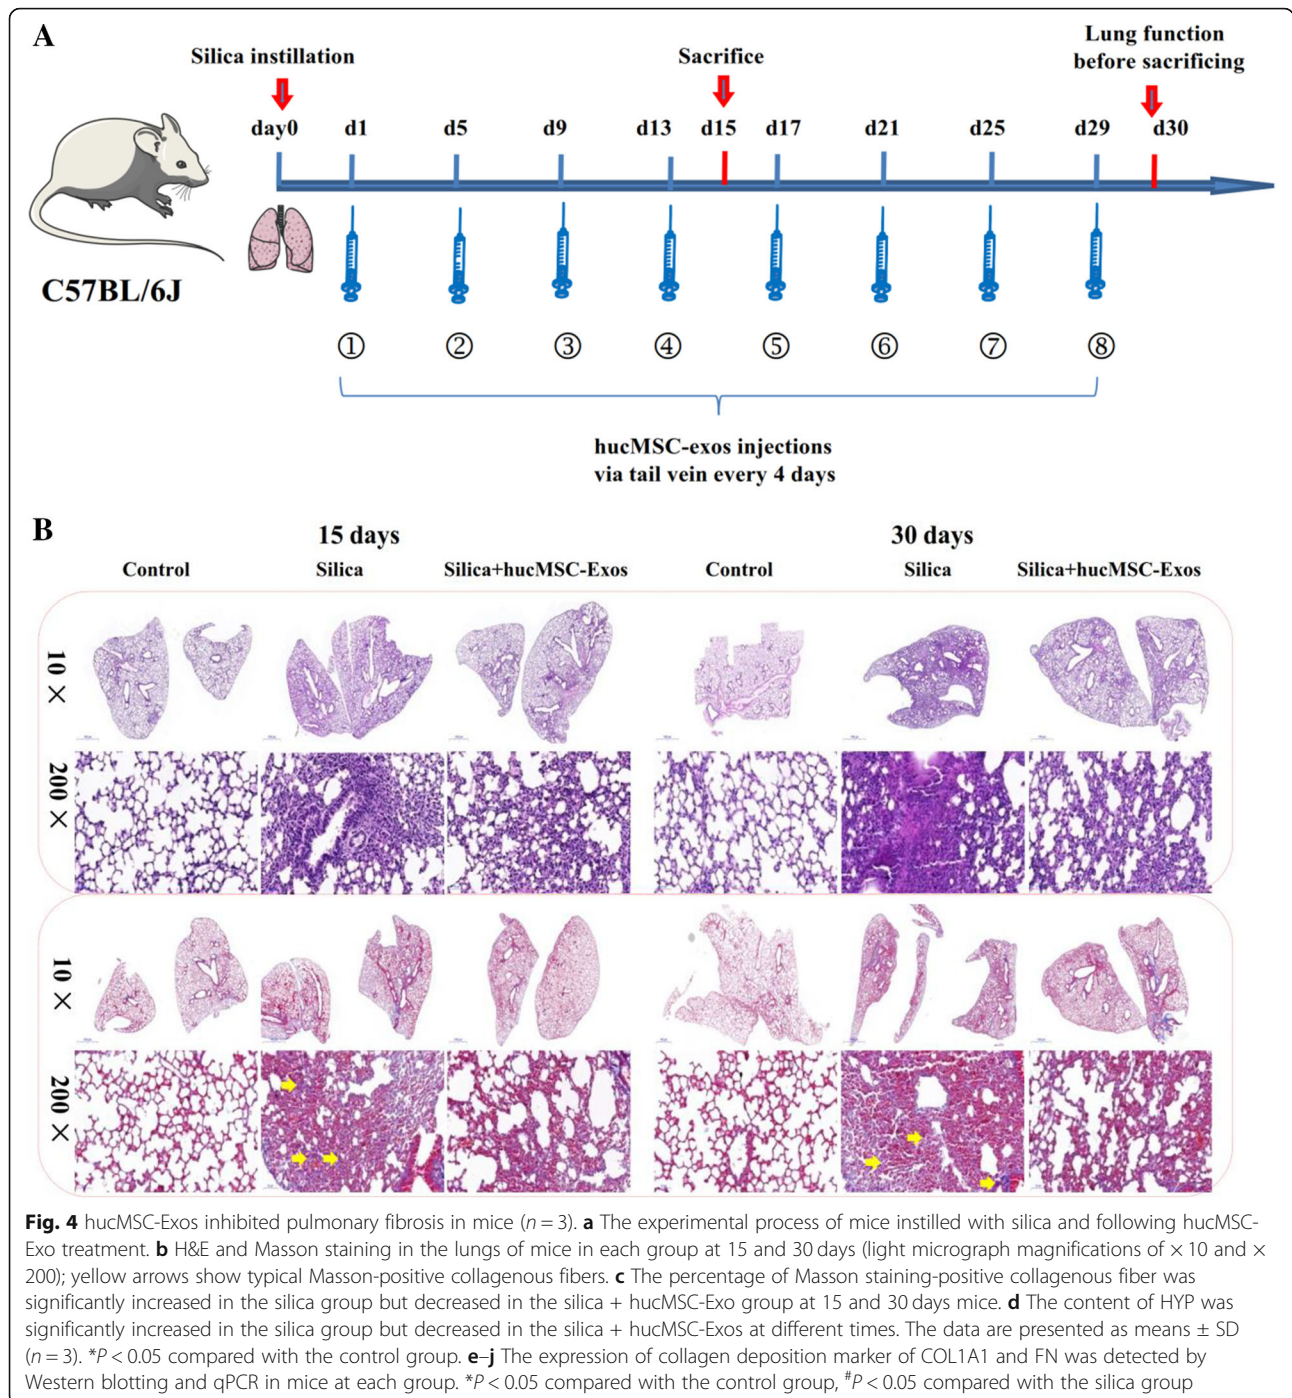 A
Silica instillation
Sacrifice
Lung function
before sacrificing
day0 d1 d5 d9 d13 d15 d17 d21 d25 d29 d30
C57BL/6J
① ② ③ ④ ⑤ ⑥ ⑦ ⑧
hucMSC-exos injections
via tail vein every 4 days
B
15 days 30 days
Control Silica Silica+hucMSC-Exos Control Silica Silica+hucMSC-Exos
10 ×
200 ×
10 ×
200 ×
Fig. 4 hucMSC-Exos inhibited pulmonary fibrosis in mice (n = 3). a The experimental process of mice instilled with silica and following hucMSC-
Exo treatment. b H&E and Masson staining in the lungs of mice in each group at 15 and 30 days (light micrograph magnifications of × 10 and ×
200); yellow arrows show typical Masson-positive collagenous fibers. c The percentage of Masson staining-positive collagenous fiber was
significantly increased in the silica group but decreased in the silica + hucMSC-Exo group at 15 and 30 days mice. d The content of HYP was
significantly increased in the silica group but decreased in the silica + hucMSC-Exos at different times. The data are presented as means ± SD
(n = 3). *P < 0.05 compared with the control group. e–j The expression of collagen deposition marker of COL1A1 and FN was detected by
Western blotting and qPCR in mice at each group. *P < 0.05 compared with the control group, #P < 0.05 compared with the silica group